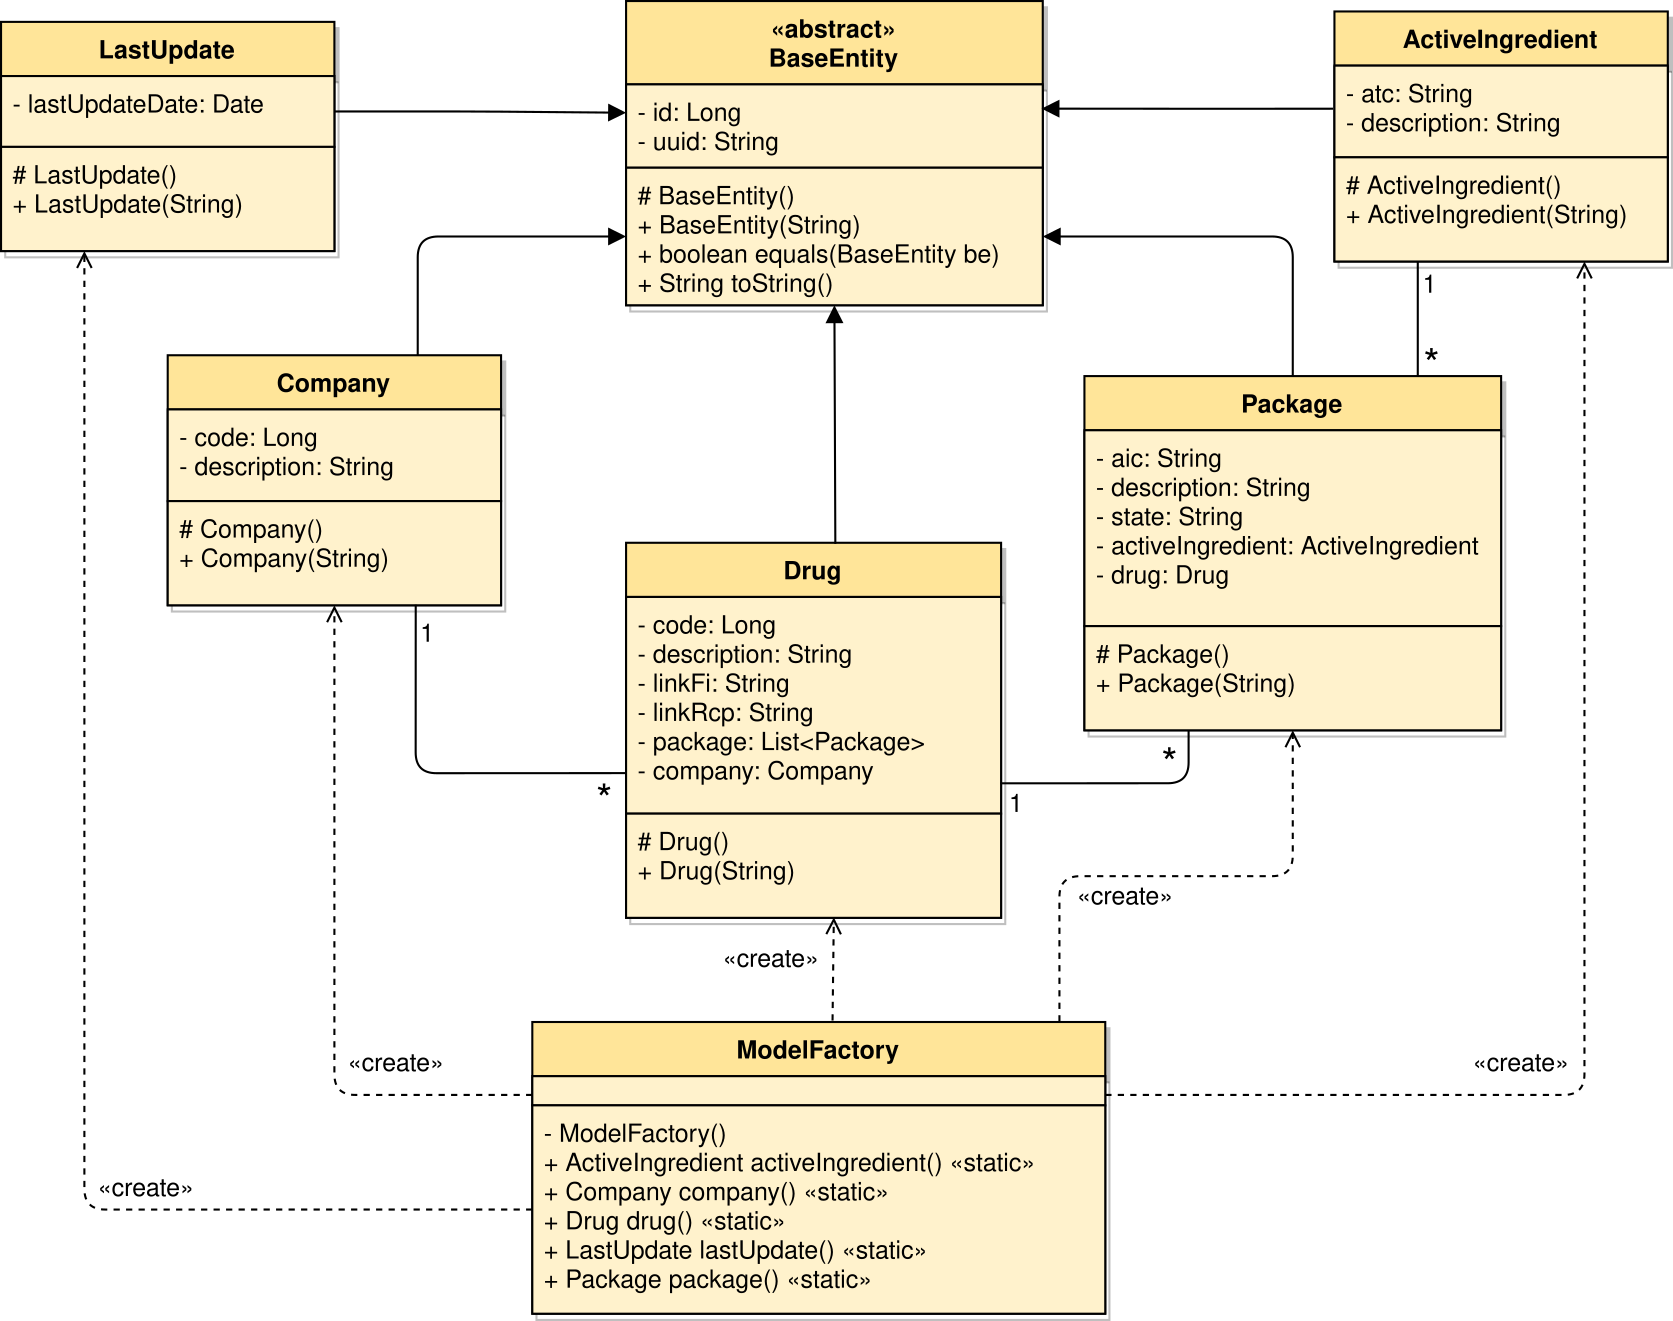 LastUpdate
- lastUpdateDate: Date
# LastUpdate()
+ LastUpdate(String)
«abstract»
BaseEntity
- id: Long
- uuid: String
# BaseEntity()
+ BaseEntity(String)
+ boolean equals(BaseEntity be)
+ String toString()
ActiveIngredient
- atc: String
- description: String
# ActiveIngredient()
+ ActiveIngredient(String)
1
*
Company
- code: Long
- description: String
# Company()
+ Company(String)
1
*
Drug
- code: Long
- description: String
- linkFi: String
- linkRcp: String
- package: List<Package>
- company: Company
# Drug()
+ Drug(String)
Package
- aic: String
- description: String
- state: String
- activeIngredient: ActiveIngredient
- drug: Drug
# Package()
+ Package(String)
*
1
«create»
«create»
«create»
«create»
«create»
ModelFactory
- ModelFactory()
+ ActiveIngredient activeIngredient() «static»
+ Company company() «static»
+ Drug drug() «static»
+ LastUpdate lastUpdate() «static»
+ Package package() «static»